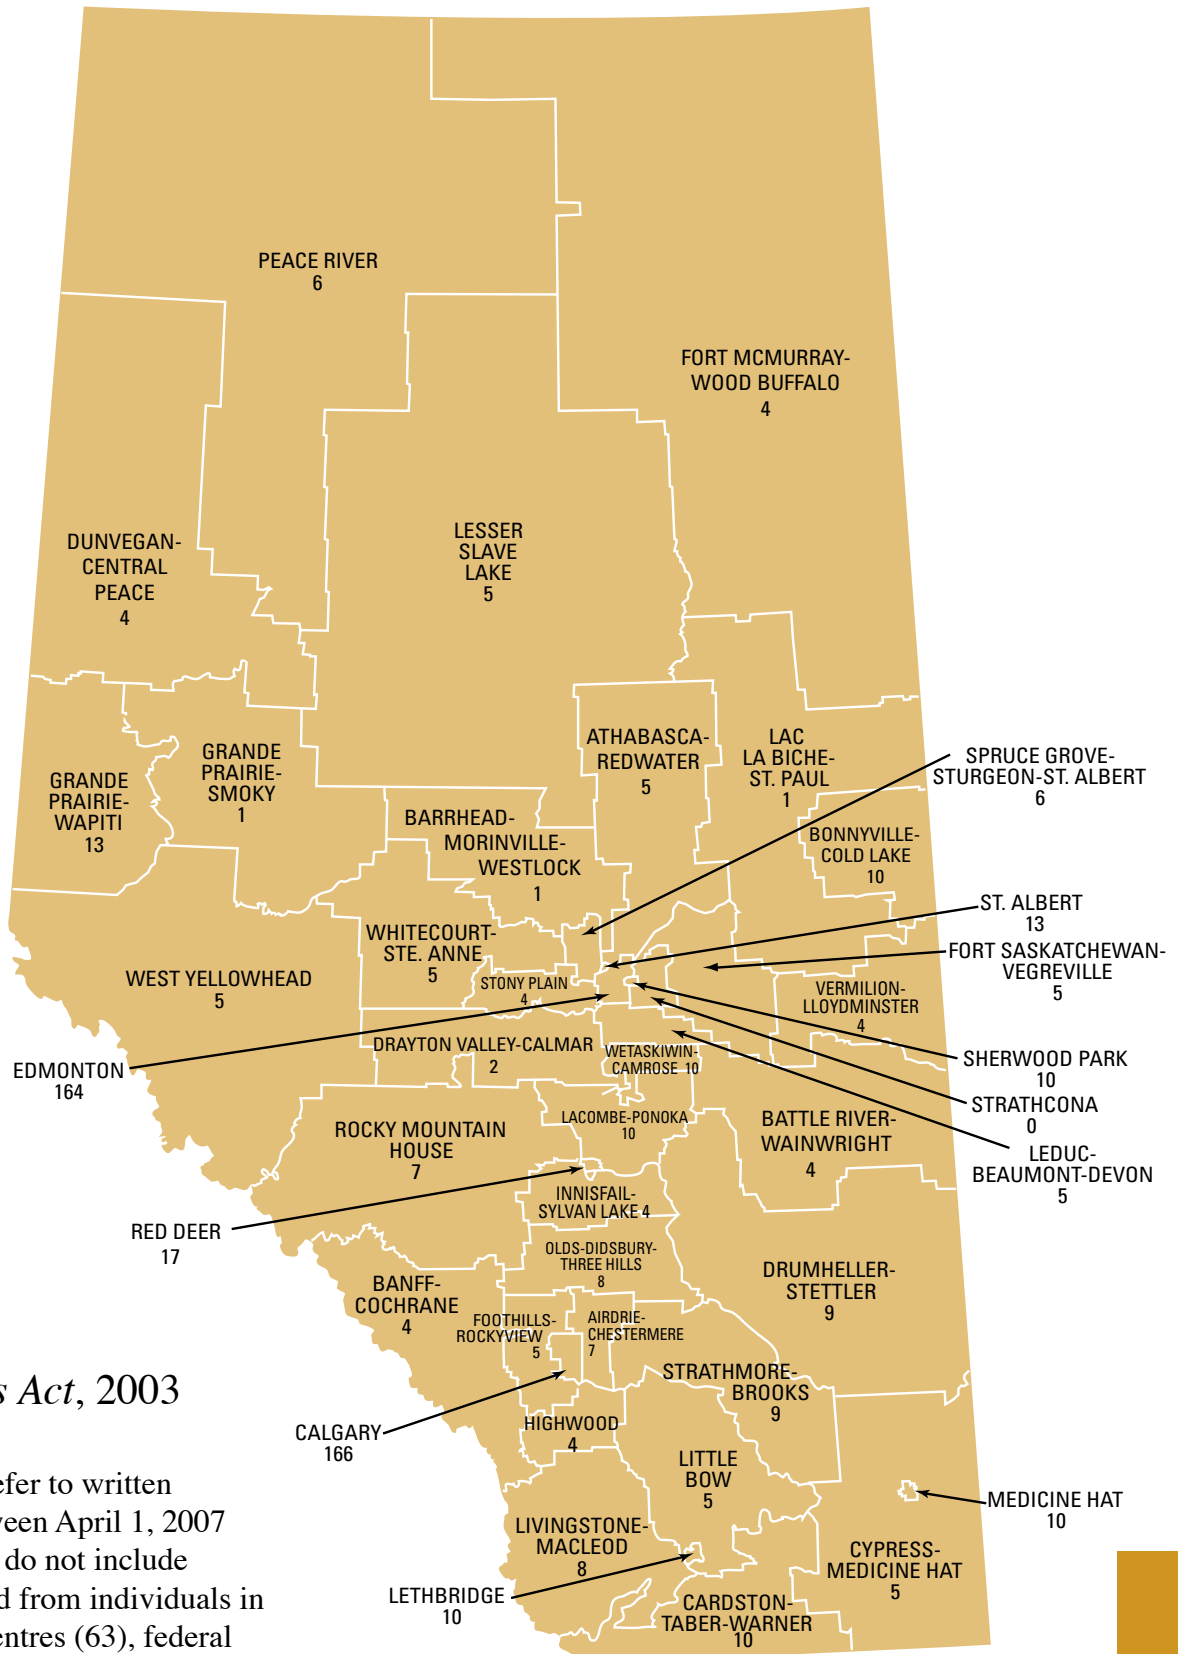 PEACE RIVER
6
FORT MCMURRAY-
WOOD BUFFALO
4
DUNVEGAN-
CENTRAL
PEACE
4
LESSER
SLAVE
LAKE
5
GRANDE
PRAIRIE-
WAPITI
13
GRANDE
PRAIRIE-
SMOKY
1
ATHABASCA-
REDWATER
5
LAC
LA BICHE-
ST. PAUL
1
SPRUCE GROVE-
STURGEON-ST. ALBERT
6
BARRHEAD-
MORINVILLE-
WESTLOCK
1
BONNYVILLE-
COLD LAKE
10
ST. ALBERT
13
FORT SASKATCHEWAN-
VEGREVILLE
5
WHITECOURT-
STE. ANNE
5
WEST YELLOWHEAD
5
STONY PLAIN
4
VERMILION-
LLOYDMINSTER
4
EDMONTON
164
DRAYTON VALLEY-CALMAR
2
WETASKIWIN-
CAMROSE 10
SHERWOOD PARK
10
STRATHCONA
0
LEDUC-
BEAUMONT-DEVON
5
ROCKY MOUNTAIN
HOUSE
7
LACOMBE-PONOKA
10
BATTLE RIVER-
WAINWRIGHT
4
RED DEER
17
INNISFAIL-
SYLVAN LAKE 4
OLDS-DIDSBURY-
THREE HILLS
8
BANFF-
COCHRANE
4
DRUMHELLER-
STETTLER
9
FOOTHILLS-
ROCKYVIEW
5
AIRDRIE-
CHESTERMERE
7
STRATHMORE-
BROOKS
9
CALGARY
166
HIGHWOOD
4
LITTLE
BOW
5
MEDICINE HAT
10
LIVINGSTONE-
MACLEOD
8
CYPRESS-
MEDICINE HAT
5
LETHBRIDGE
10
CARDSTON-
TABER-WARNER
10
s Act, 2003
efer to written
veen April 1, 2007
do not include
d from individuals in
entres (63), federal